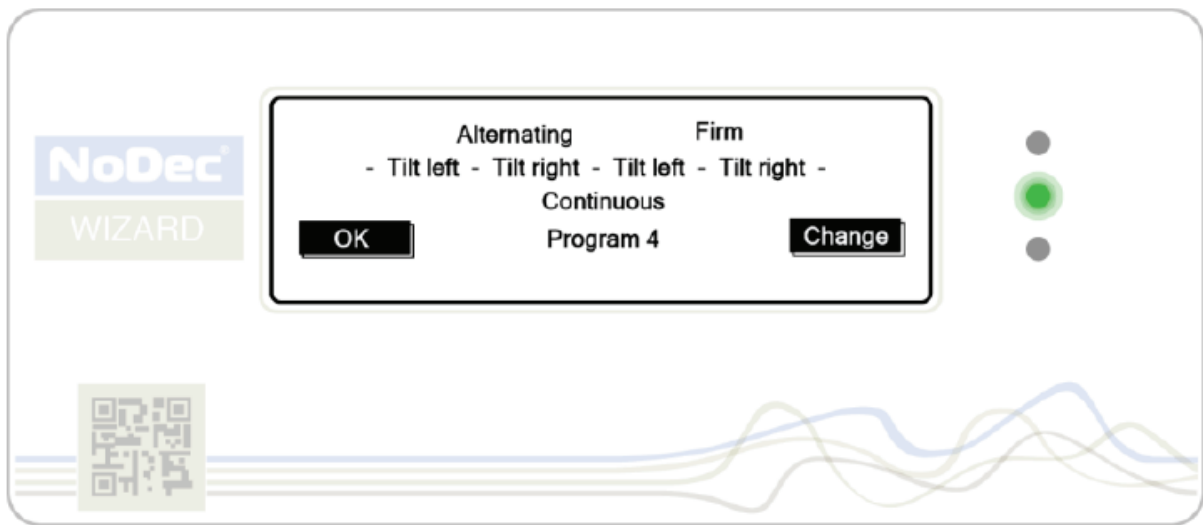 NoDec®
WIZARD
Alternating Firm
- Tilt left - Tilt right - Tilt left - Tilt right -
Continuous
OK Program 4 Change